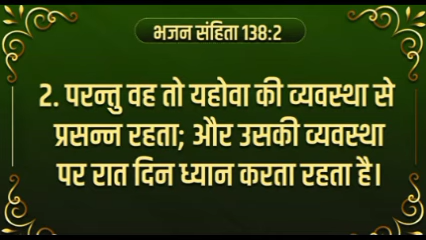 भजन संहिता 138:2
2. परन्तु वह तो यहोवा की व्यवस्था से
प्रसन्न रहता; और उसकी व्यवस्था
पर रात दिन ध्यान करता रहता है।